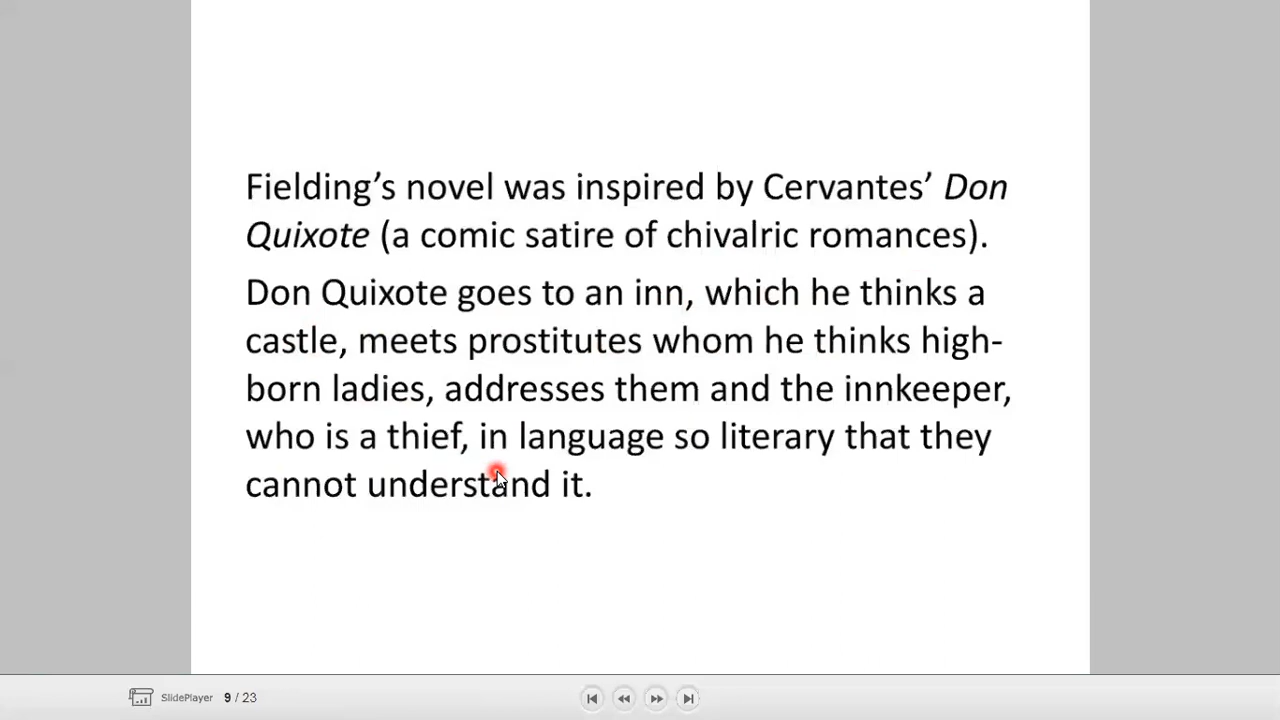 Fielding’s novel was inspired by Cervantes’ Don
Quixote (a comic satire of chivalric romances).
Don Quixote goes to an inn, which he thinks a
castle, meets prostitutes whom he thinks high-
born ladies, addresses them and the innkeeper,
who is a thief, in language so literary that they
cannot understand it.
SlidePlayer 9 / 23